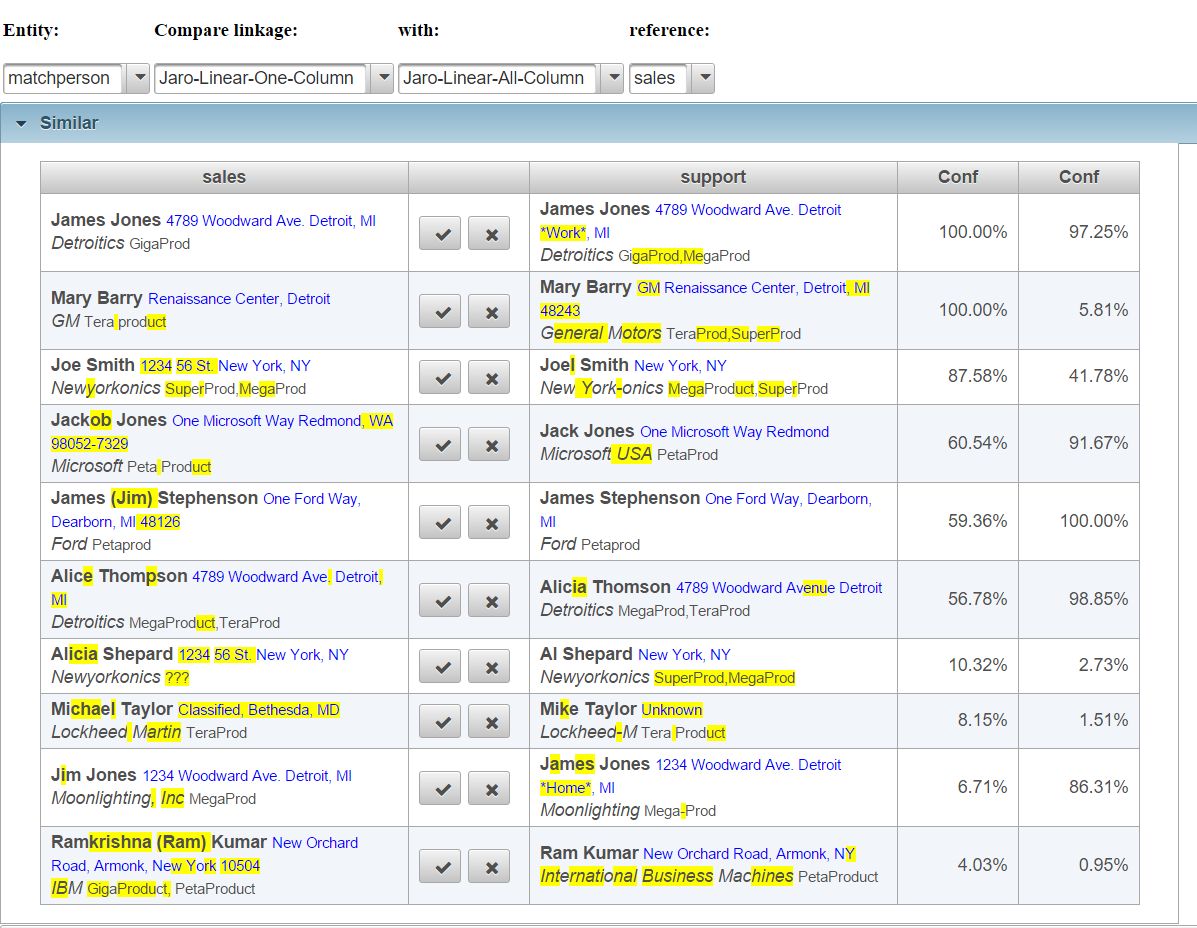 Entity: Compare linkage: with: reference:
matchperson Jaro-Linear-One-Column Jaro-Linear-All-Column sales
Similar
sales support Conf Conf
James Jones 4789 Woodward Ave. Detroit, MI
Detroitics GigaProd
James Jones 4789 Woodward Ave. Detroit
*Work*, MI
Detroitics GigaProd,MegaProd
100.00% 97.25%
Mary Barry Renaissance Center, Detroit
GM Tera product
Mary Barry GM Renaissance Center, Detroit, MI
48243
General Motors TeraProd,SuperProd
100.00% 5.81%
Joe Smith 1234 56 St. New York, NY
Newyorkonics SuperProd,MegaProd
Joel Smith New York, NY
New York-onics MegaProduct,SuperProd
87.58% 41.78%
Jackob Jones One Microsoft Way Redmond, WA
98052-7329
Microsoft Peta Product
Jack Jones One Microsoft Way Redmond
Microsoft USA PetaProd
60.54% 91.67%
James (Jim) Stephenson One Ford Way,
Dearborn, MI 48126
Ford Petaprod
James Stephenson One Ford Way, Dearborn,
MI
Ford Petaprod
59.36% 100.00%
Alice Thompson 4789 Woodward Ave. Detroit,
MI
Detroitics MegaProduct,TeraProd
Alicia Thomson 4789 Woodward Avenue Detroit
Detroitics MegaProd,TeraProd
56.78% 98.85%
Alicia Shepard 1234 56 St. New York, NY
Newyorkonics ???
Al Shepard New York, NY
Newyorkonics SuperProd,MegaProd
10.32% 2.73%
Michael Taylor Classified, Bethesda, MD
Lockheed Martin TeraProd
Mike Taylor Unknown
Lockheed-M Tera Product
8.15% 1.51%
Jim Jones 1234 Woodward Ave. Detroit, MI
Moonlighting, Inc MegaProd
James Jones 1234 Woodward Ave. Detroit
*Home*, MI
Moonlighting Mega-Prod
6.71% 86.31%
Ramkrishna (Ram) Kumar New Orchard
Road, Armonk, New York 10504
IBM GigaProduct, PetaProduct
Ram Kumar New Orchard Road, Armonk, NY
International Business Machines PetaProduct
4.03% 0.95%